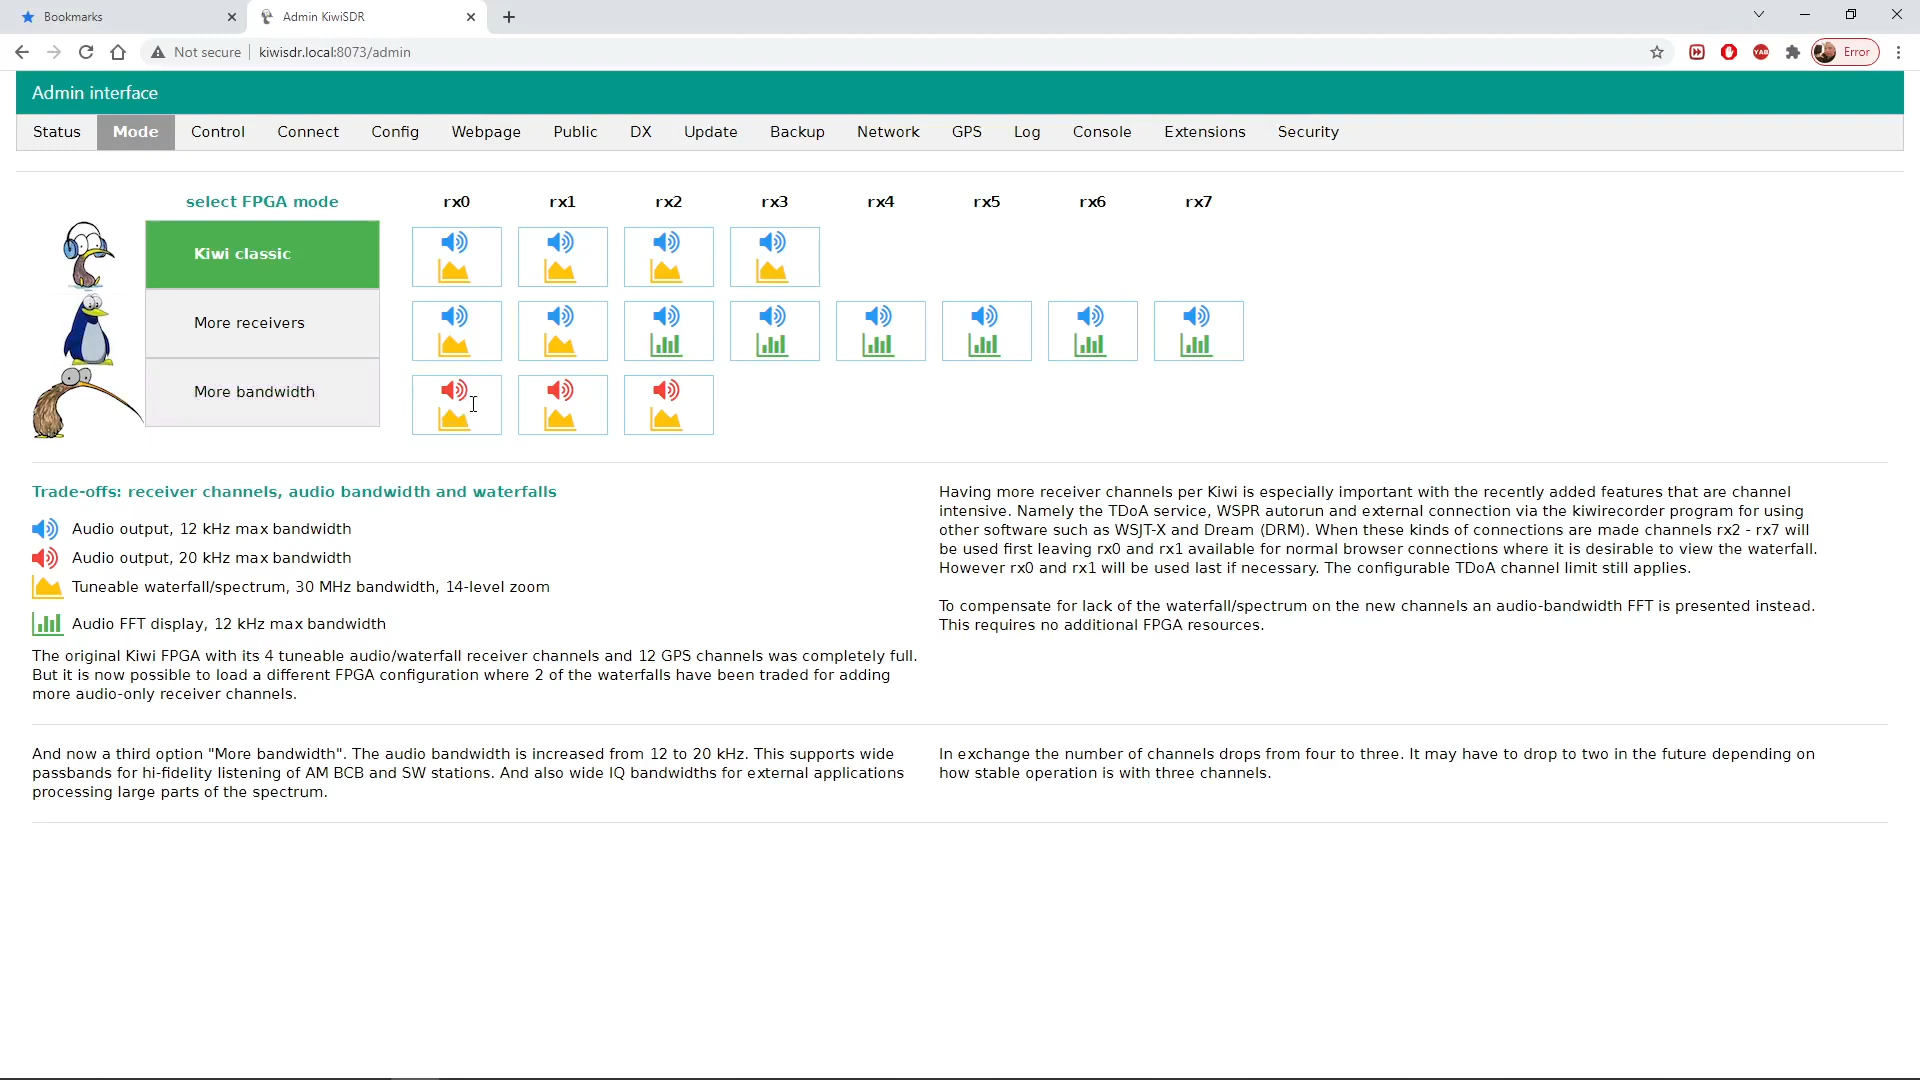 Bookmarks
Admin KiwiSDR
Not secure
kiwisdr.local:8073/admin
YAB
Error
Admin interface
Status Mode Control Connect Config Webpage Public DX Update Backup Network GPS Log Console Extensions Security
select FPGA mode rx0 rx1 rx2 rx3 rx4 rx5 rx6 rx7
Kiwi classic
More receivers
More bandwidth
Trade-offs: receiver channels, audio bandwidth and waterfalls
Audio output, 12 kHz max bandwidth
Audio output, 20 kHz max bandwidth
Tuneable waterfall/spectrum, 30 MHz bandwidth, 14-level zoom
Audio FFT display, 12 kHz max bandwidth
The original Kiwi FPGA with its 4 tuneable audio/waterfall receiver channels and 12 GPS channels was completely full.
But it is now possible to load a different FPGA configuration where 2 of the waterfalls have been traded for adding
more audio-only receiver channels.
Having more receiver channels per Kiwi is especially important with the recently added features that are channel
intensive. Namely the TDoA service, WSPR autorun and external connection via the kiwirecorder program for using
other software such as WSJT-X and Dream (DRM). When these kinds of connections are made channels rx2 - rx7 will
be used first leaving rx0 and rx1 available for normal browser connections where it is desirable to view the waterfall.
However rx0 and rx1 will be used last if necessary. The configurable TDoA channel limit still applies.
To compensate for lack of the waterfall/spectrum on the new channels an audio-bandwidth FFT is presented instead.
This requires no additional FPGA resources.
And now a third option "More bandwidth". The audio bandwidth is increased from 12 to 20 kHz. This supports wide
passbands for hi-fidelity listening of AM BCB and SW stations. And also wide IQ bandwidths for external applications
processing large parts of the spectrum.
In exchange the number of channels drops from four to three. It may have to drop to two in the future depending on
how stable operation is with three channels.